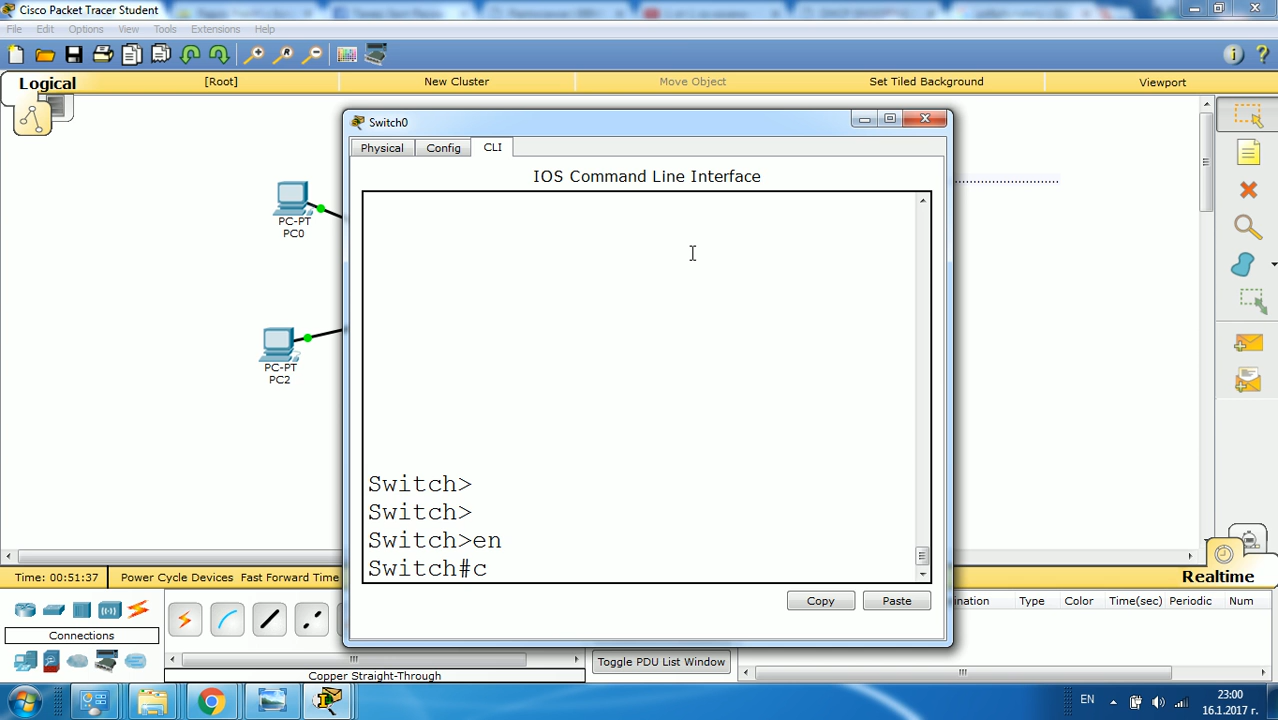 Cisco Packet Tracer Student
File Edit Options View Tools Extensions Help
Logical
[Root]
New Cluster
Move Object
Set Tiled Background
Viewport
Switch0
Physical Config CLI
IOS Command Line Interface
PC-PT
PC0
PC-PT
PC2
Switch>
Switch>
Switch>en
Switch#c
Copy Paste
Time: 00:51:37 Power Cycle Devices Fast Forward Time
Realtime
Connections
Copper Straight-Through
Toggle PDU List Window
ination Type Color Time(sec) Periodic Num
EN
23:00
16.1.2017 г.